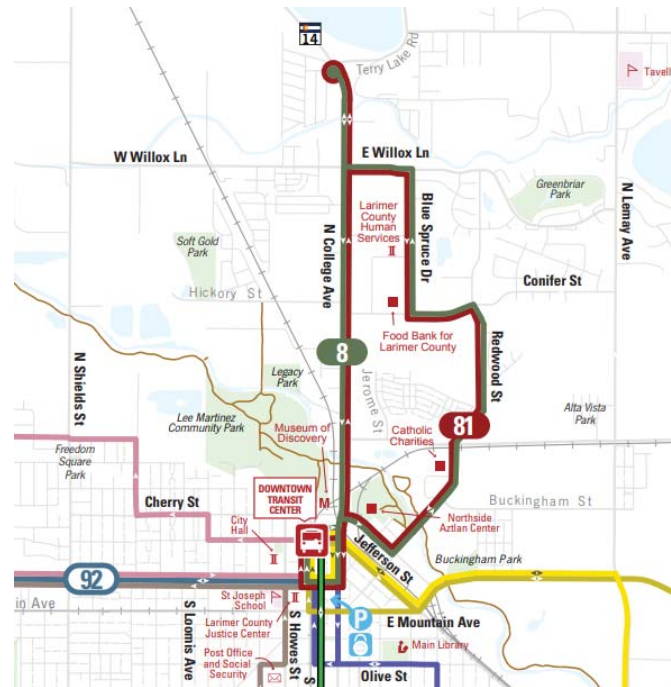 14
Terry Lake Rd
Tavell
W Willox Ln
E Willox Ln
Greenbriar
Park
N Lemay Ave
Larimer
County
Human
Services
Blue Spruce Dr
N College Ave
Soft Gold
Park
Hickory St
Conifer St
Food Bank for
Larimer County
Redwood St
8
N Shields St
Legacy
Park
Jerome St
Lee Martinez
Community Park
Museum of
Discovery
81
Alta Vista
Park
Catholic
Charities
Freedom
Square
Park
DOWNTOWN
TRANSIT
CENTER
M
Cherry St
City
Hall
Buckingham St
Northside
Aztlan Center
Jefferson St
Buckingham Park
92
in Ave
St Joseph
School
Larimer County
Justice Center
S Loomis Ave
S Howes St
S
P
E Mountain Ave
Main Library
Post Office
and Social
Security
Olive St